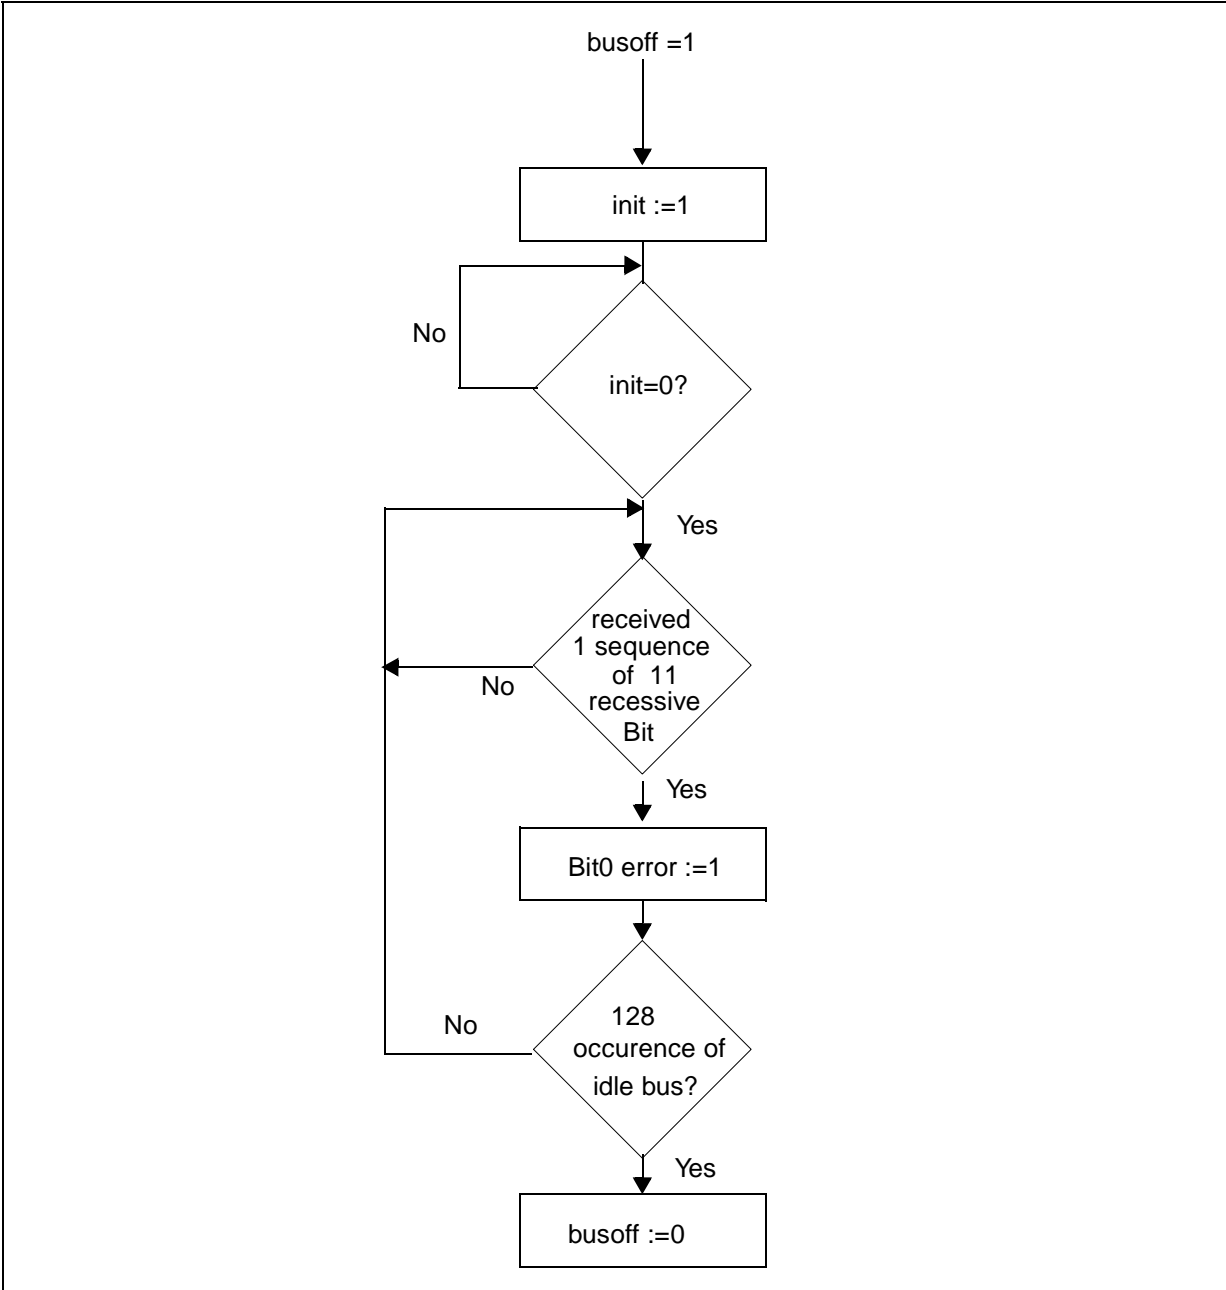 busoff =1
init :=1
No
init=0?
Yes
received
1 sequence
of 11
recessive
Bit
No
Yes
Bit0 error :=1
No
128
occurence of
idle bus?
Yes
busoff :=0